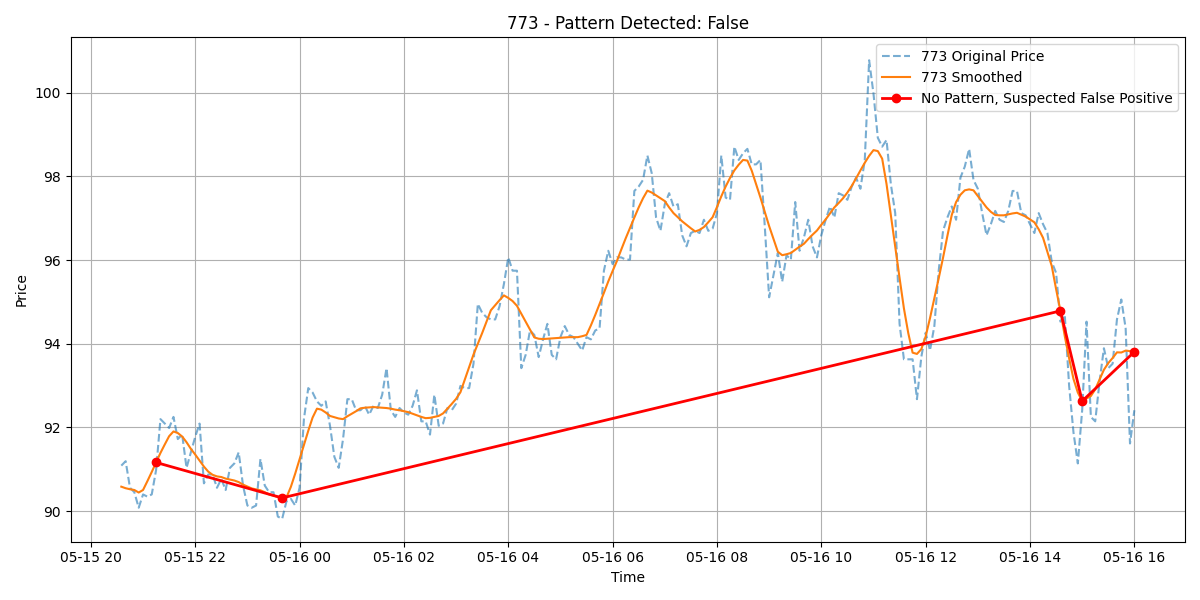 773 - Pattern Detected: False
773 Original Price
773 Smoothed
No Pattern, Suspected False Positive
Price
100
98
96
94
92
90
05-15 20 05-15 22 05-16 00 05-16 02 05-16 04 05-16 06 05-16 08 05-16 10 05-16 12 05-16 14 05-16 16
Time